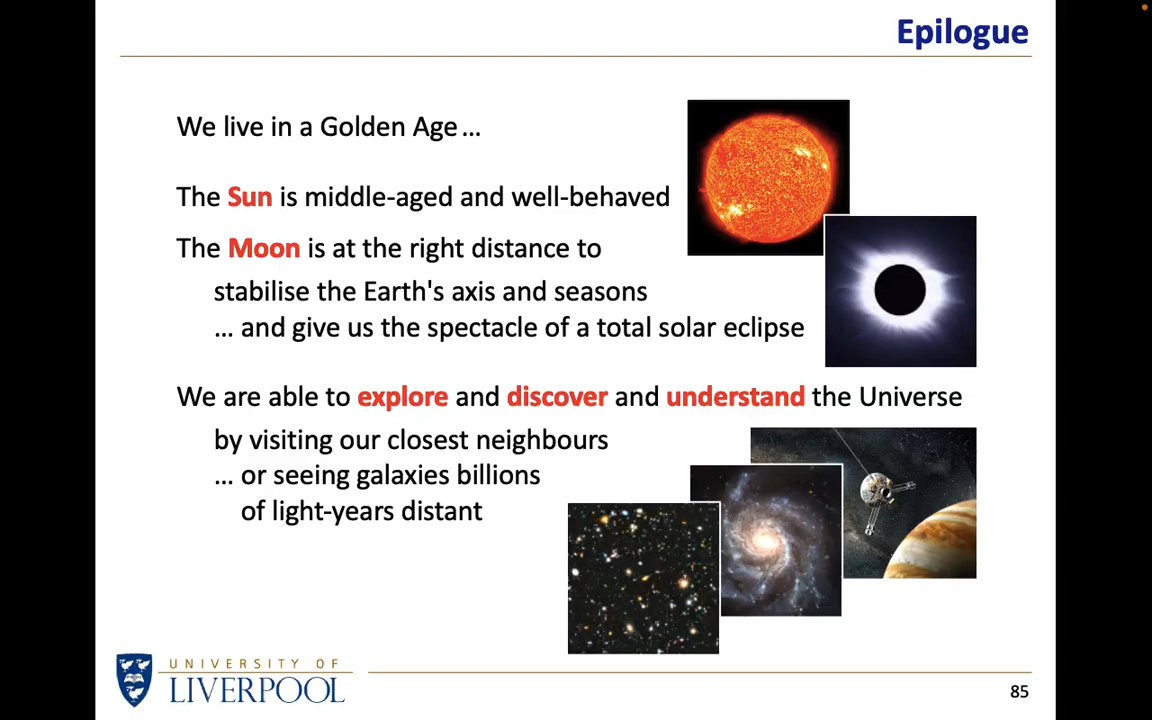 Epilogue
We live in a Golden Age ...
The Sun is middle-aged and well-behaved
The Moon is at the right distance to
stabilise the Earth's axis and seasons
... and give us the spectacle of a total solar eclipse
We are able to explore and discover and understand the Universe
by visiting our closest neighbours
... or seeing galaxies billions
of light-years distant
UNIVERSITY OF
LIVERPOOL
85